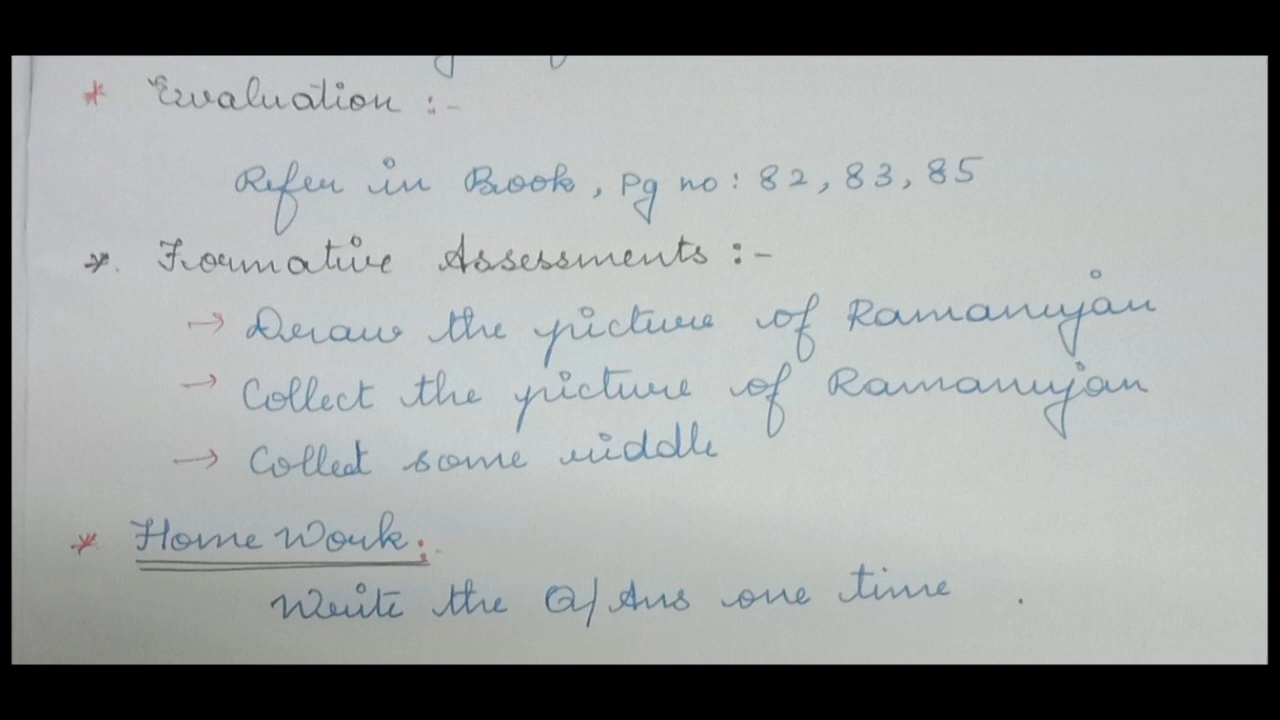 * Evaluation :-
Refer in Book, Pg no: 82, 83, 85
*. Formative Assessments :-
→ Draw the picture of Ramanujan
→ Collect the picture of Ramanujan
→ Collect some riddle
* Home Work :-
Write the Q/Ans one time .